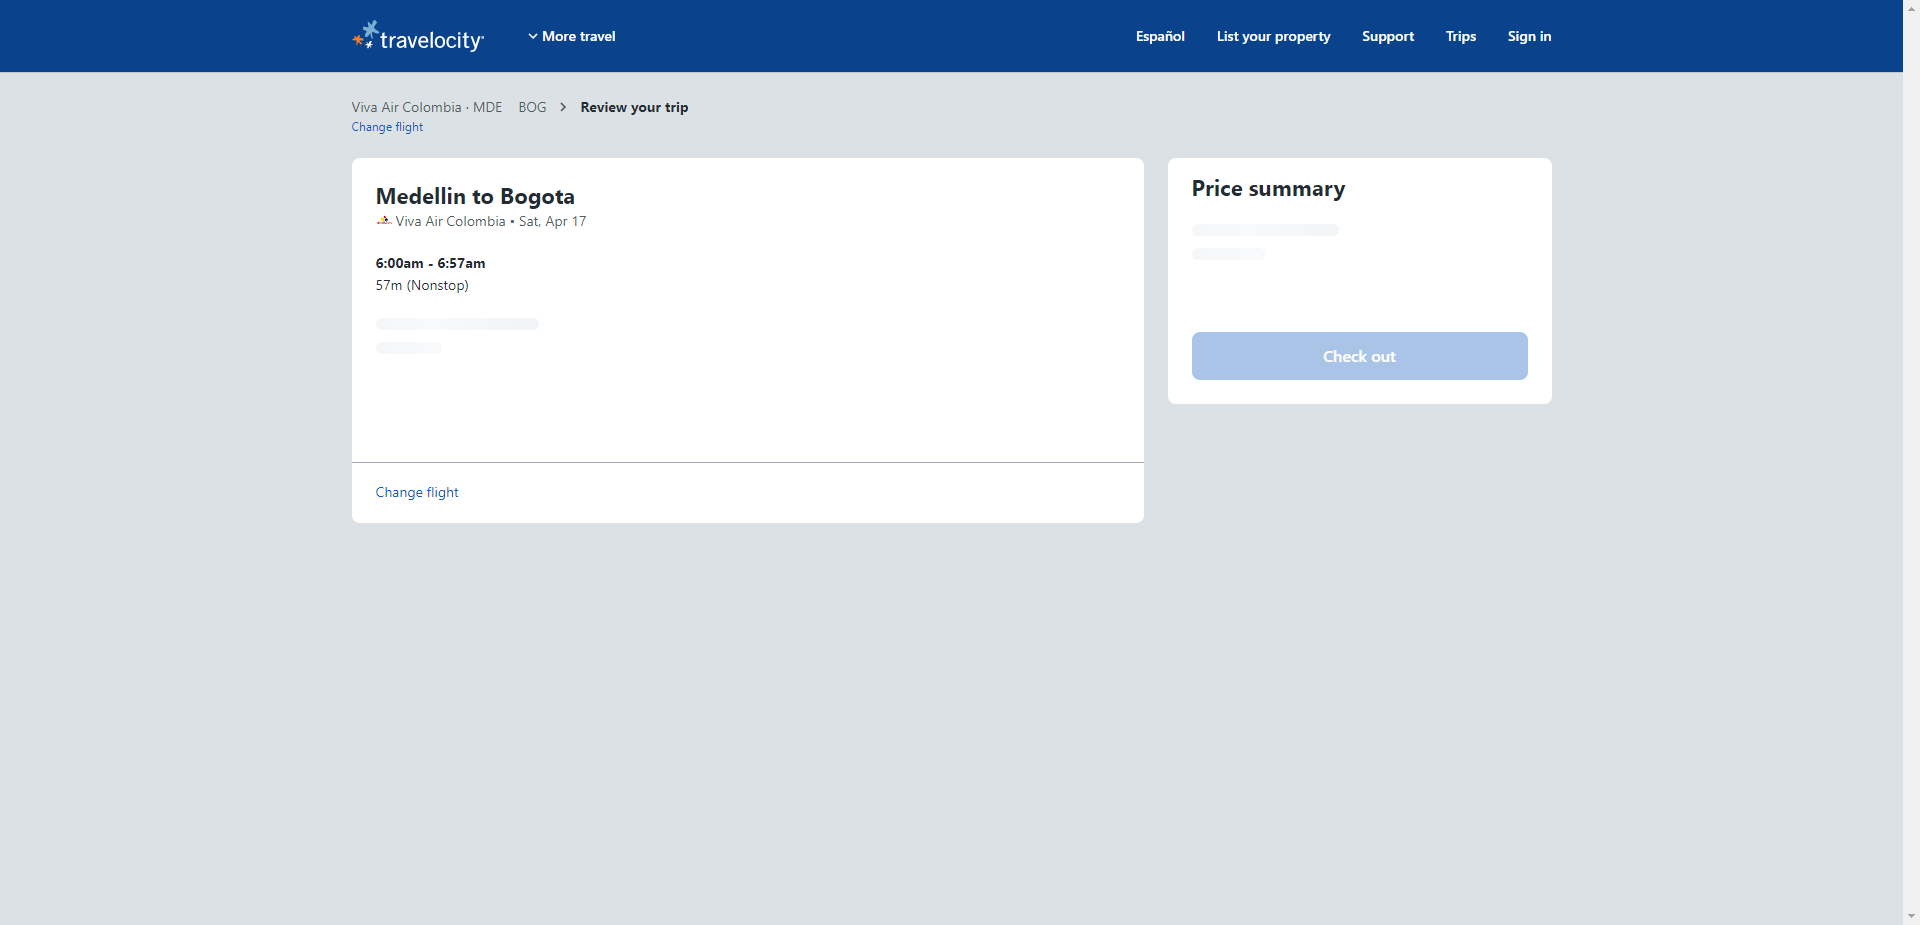 travelocity
More travel
Español
List your property
Support
Trips
Sign in
Viva Air Colombia · MDE BOG
Review your trip
Change flight
Medellin to Bogota
Viva Air Colombia • Sat, Apr 17
6:00am - 6:57am
57m (Nonstop)
Change flight
Price summary
Check out